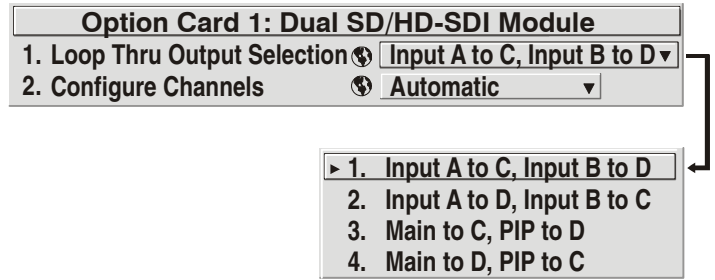 Option Card 1: Dual SD/HD-SDI Module
1. Loop Thru Output Selection Input A to C, Input B to D
2. Configure Channels Automatic
1. Input A to C, Input B to D
2. Input A to D, Input B to C
3. Main to C, PIP to D
4. Main to D, PIP to C